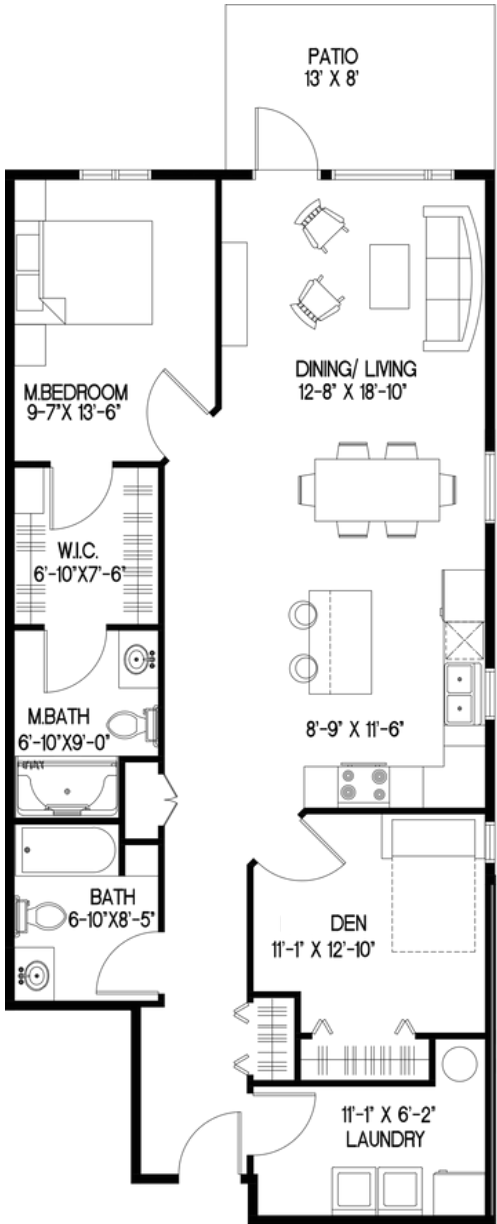 PATIO
13' X 8'
DINING/ LIVING
12-8" X 18'-10"
M.BEDROOM
9-7"X 13'-6"
W.I.C.
6'-10"X7'-6"
M.BATH
6'-10"X9'-0"
8'-9" X 11'-6"
BATH
6-10"X8'-5"
DEN
11'-1" X 12'-10"
11'-1" X 6'-2"
LAUNDRY